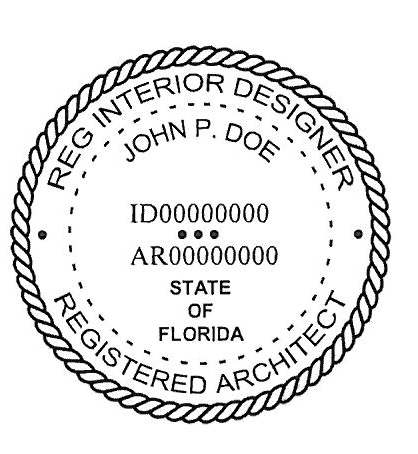 REG INTERIOR DESIGNER
JOHN P. DOE
ID00000000
AR00000000
STATE
OF
FLORIDA
REGISTERED ARCHITECT